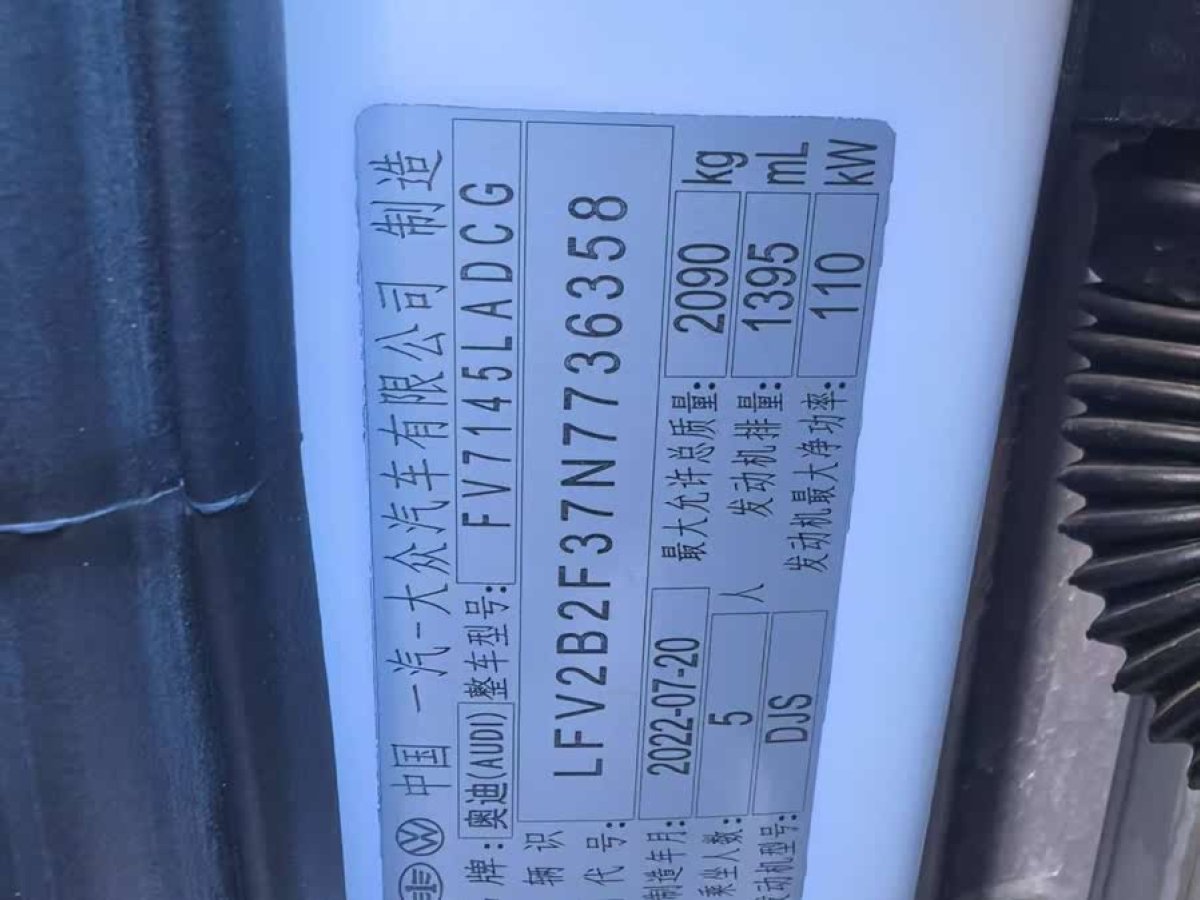 中国 一汽-大众汽车有限公司 制造
牌: 奥迪(AUDI) 整车型号: FV7145LADCG
辆识
代号: LFV2B2F37N7736358
制造年月: 2022-07-20 最大允许总质量: 2090 kg
乘坐人数: 5 人 发动机排量: 1395 mL
发动机型号: DJS 发动机最大净功率: 110 kW